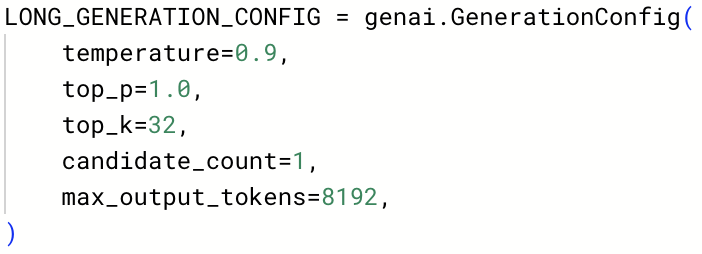 LONG_GENERATION_CONFIG = genai.GenerationConfig(
    temperature=0.9,
    top_p=1.0,
    top_k=32,
    candidate_count=1,
    max_output_tokens=8192,
)